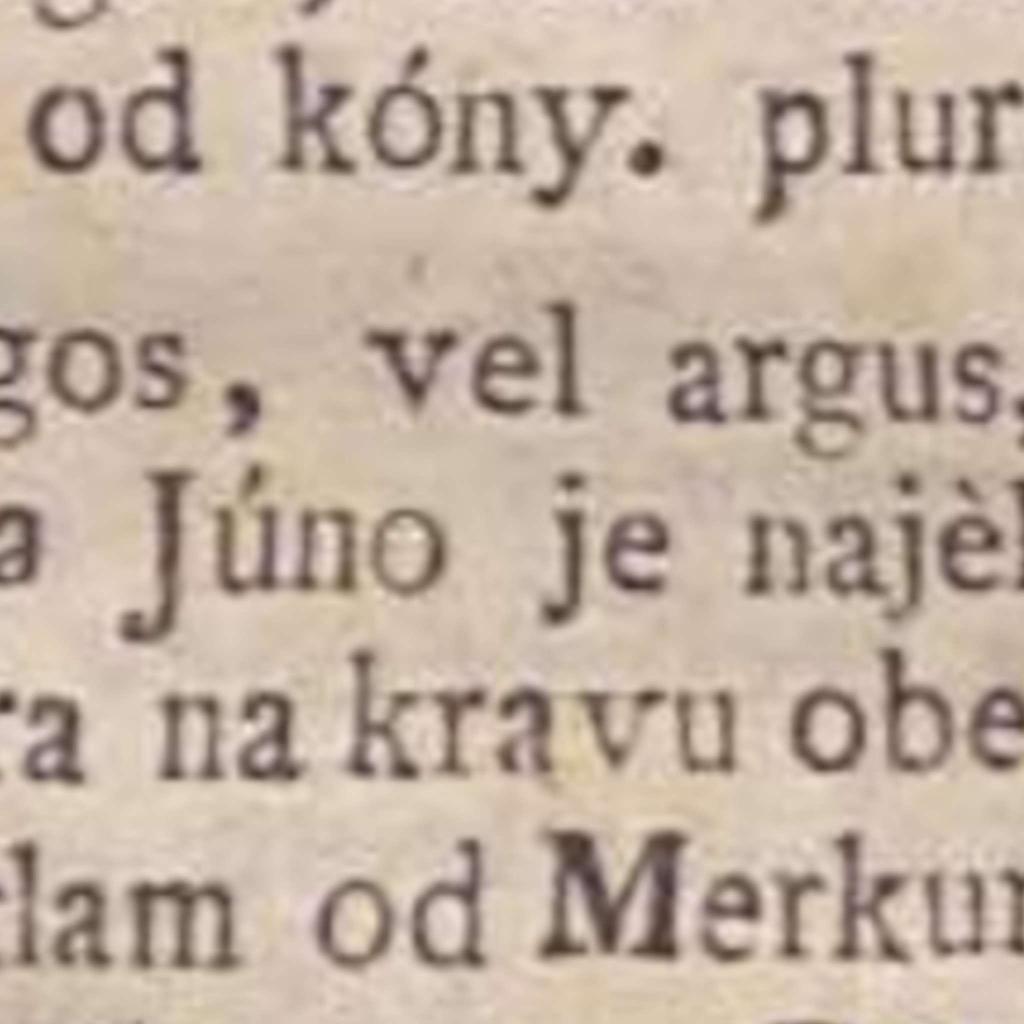 od kóny. plur
gos, vel argus,
a Júno je najèl
ra na kravu obe
lam od Merkur